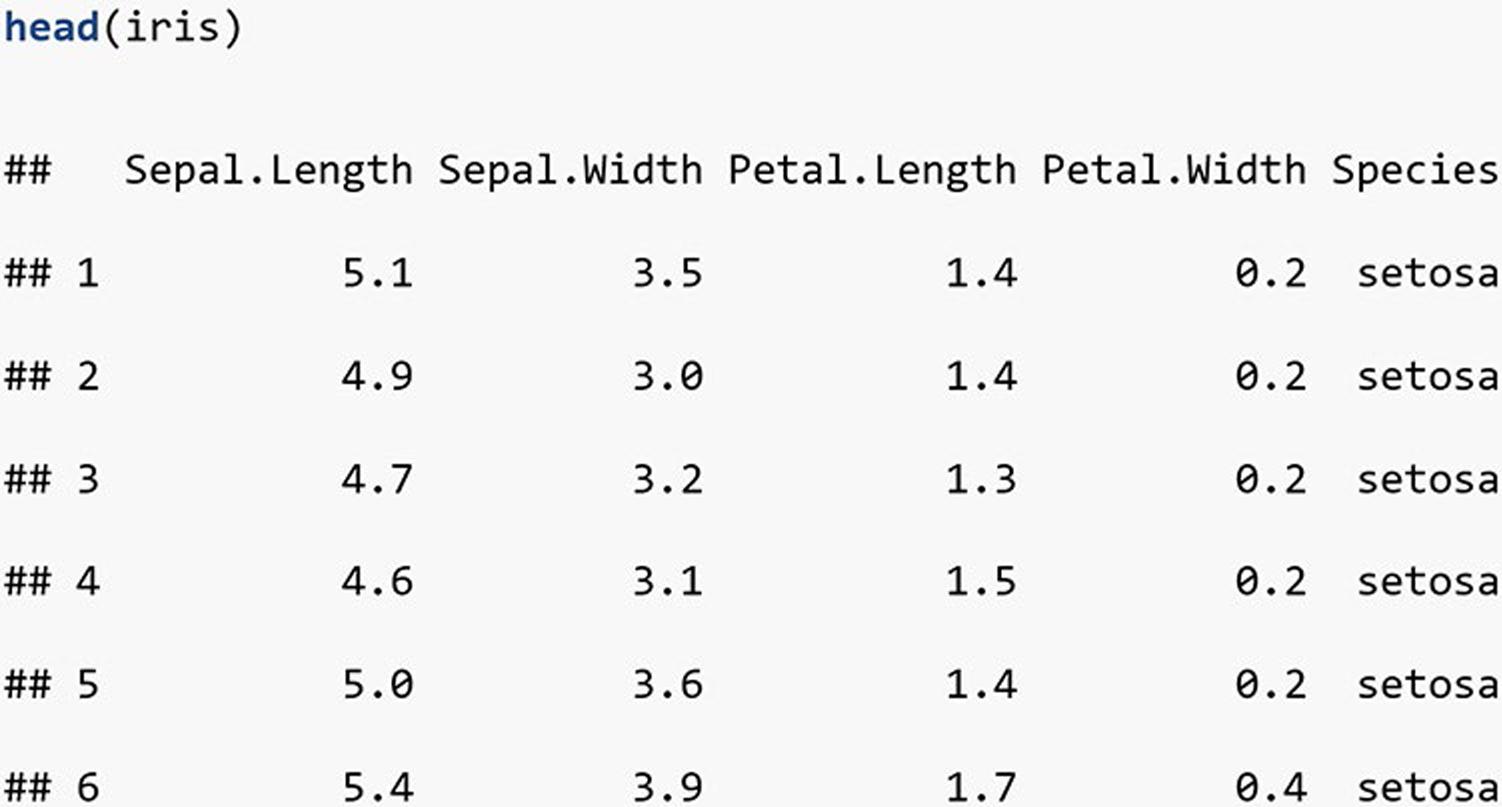 head(iris)
##   Sepal.Length Sepal.Width Petal.Length Petal.Width Species
## 1          5.1         3.5          1.4         0.2  setosa
## 2          4.9         3.0          1.4         0.2  setosa
## 3          4.7         3.2          1.3         0.2  setosa
## 4          4.6         3.1          1.5         0.2  setosa
## 5          5.0         3.6          1.4         0.2  setosa
## 6          5.4         3.9          1.7         0.4  setosa